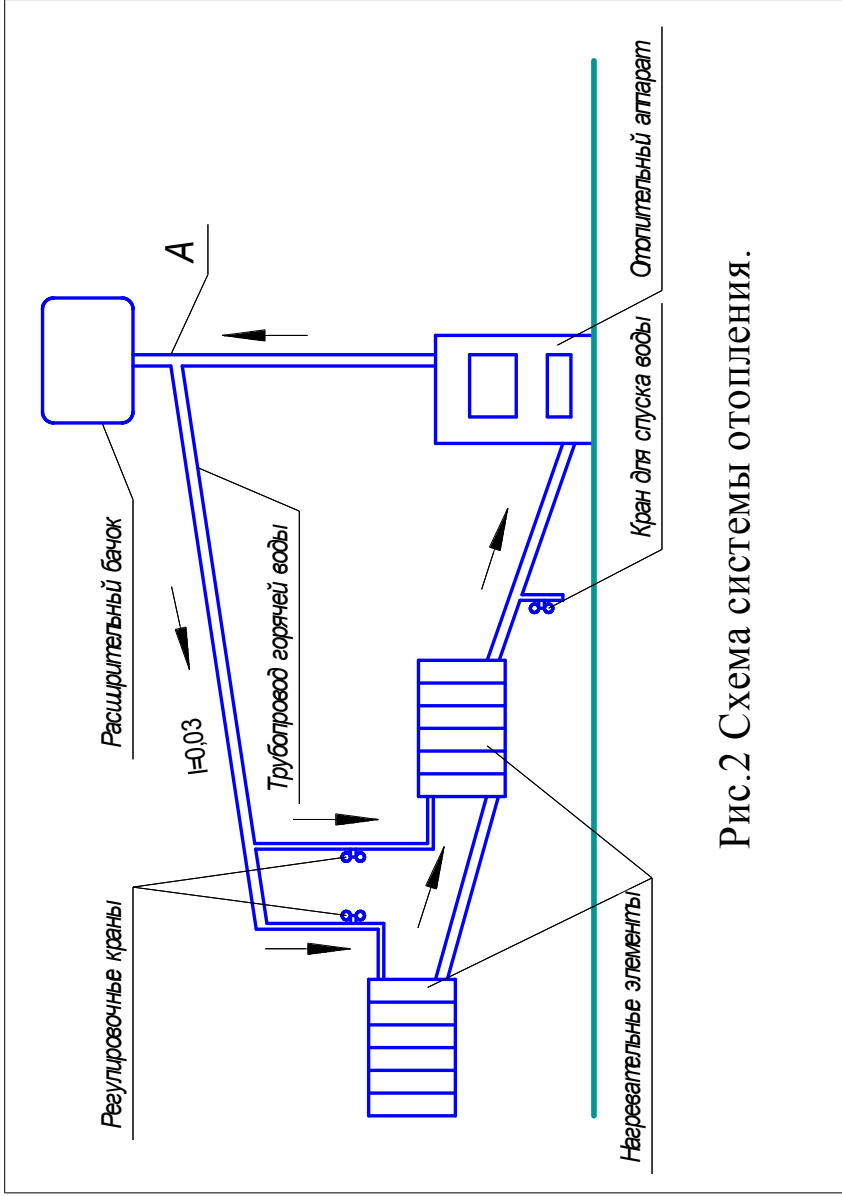 Расширительный бачок
А
Регулировочные краны
I=0,03
Трубопровод горячей воды
Нагревательные элементы
Кран для спуска воды
Отопительный аппарат
Рис.2 Схема системы отопления.